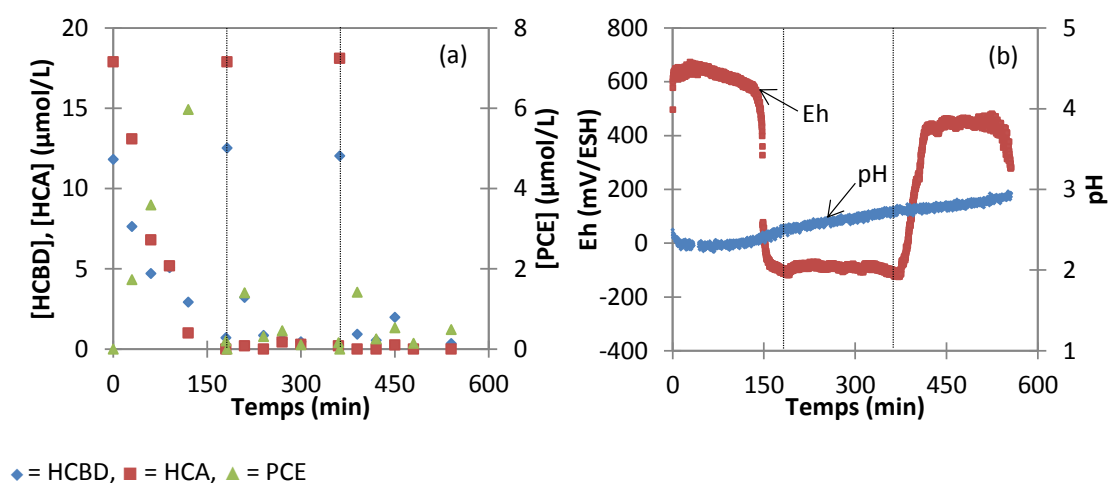 (a)
[HCBD], [HCA] (µmol/L)
20
15
10
5
0
[PCE] (µmol/L)
8
6
4
2
0
0 150 300 450 600
Temps (min)
(b)
Eh (mV/ESH)
800
600
400
200
0
-200
-400
Eh
pH
pH
5
4
3
2
1
0 150 300 450 600
Temps (min)
= HCBD, = HCA, = PCE